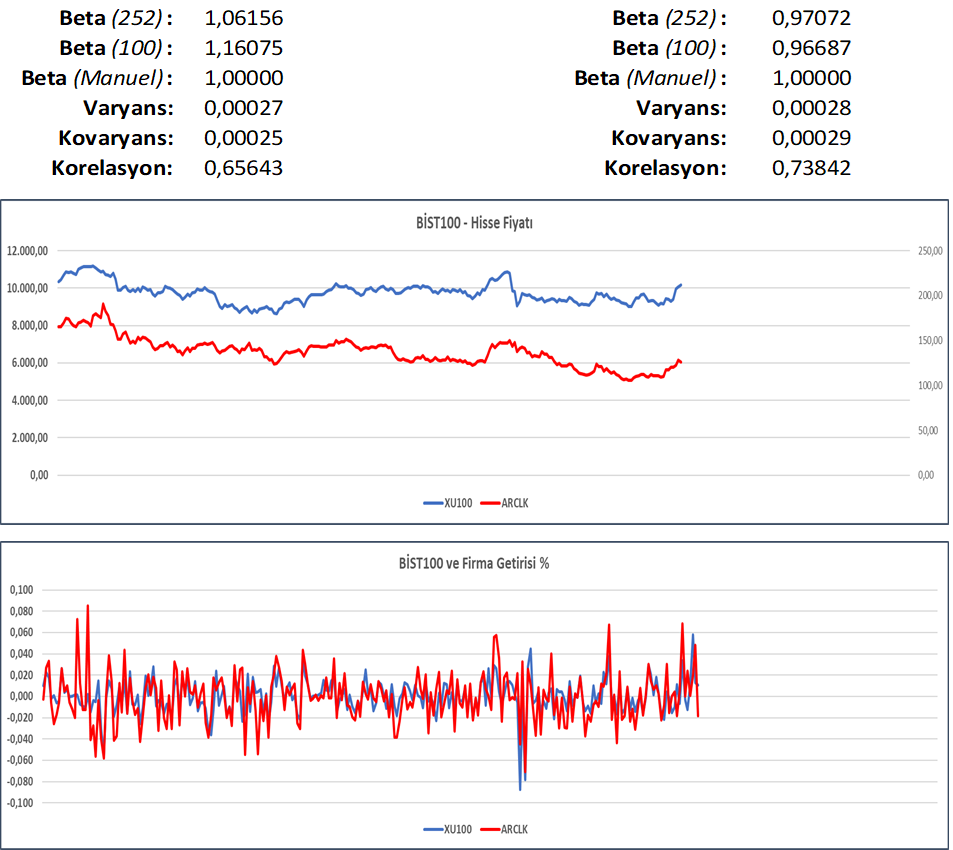 Beta (252) : 1,06156 Beta (252) : 0,97072
Beta (100) : 1,16075 Beta (100) : 0,96687
Beta (Manuel) : 1,00000 Beta (Manuel) : 1,00000
Varyans: 0,00027 Varyans: 0,00028
Kovaryans: 0,00025 Kovaryans: 0,00029
Korelasyon: 0,65643 Korelasyon: 0,73842
BİST100 - Hisse Fiyatı
12.000,00 250,00
10.000,00 200,00
8.000,00 150,00
6.000,00
4.000,00 100,00
2.000,00 50,00
0,00 0,00
XU100 ARCLK
BİST100 ve Firma Getirisi %
0,100
0,080
0,060
0,040
0,020
0,000
-0,020
-0,040
-0,060
-0,080
-0,100
XU100 ARCLK